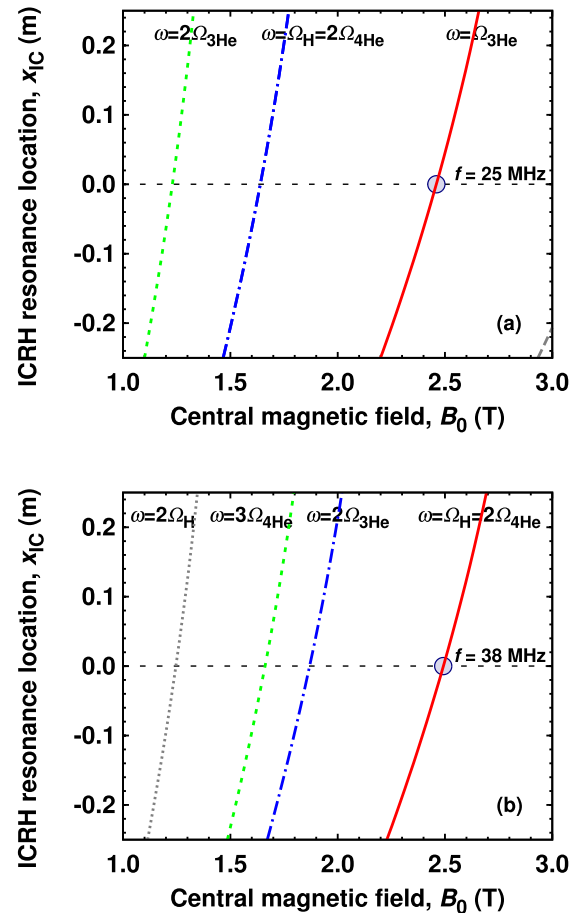 ω=2Ω3He ω=ΩH=2Ω4He ω=Ω3He
0.2
0.1
0.0
-0.1
-0.2
ICRH resonance location, xIC (m)
f = 25 MHz
(a)
1.0 1.5 2.0 2.5 3.0
Central magnetic field, B0 (T)
ω=2ΩH ω=3Ω4He ω=2Ω3He ω=ΩH=2Ω4He
0.2
0.1
0.0
-0.1
-0.2
ICRH resonance location, xIC (m)
f = 38 MHz
(b)
1.0 1.5 2.0 2.5 3.0
Central magnetic field, B0 (T)